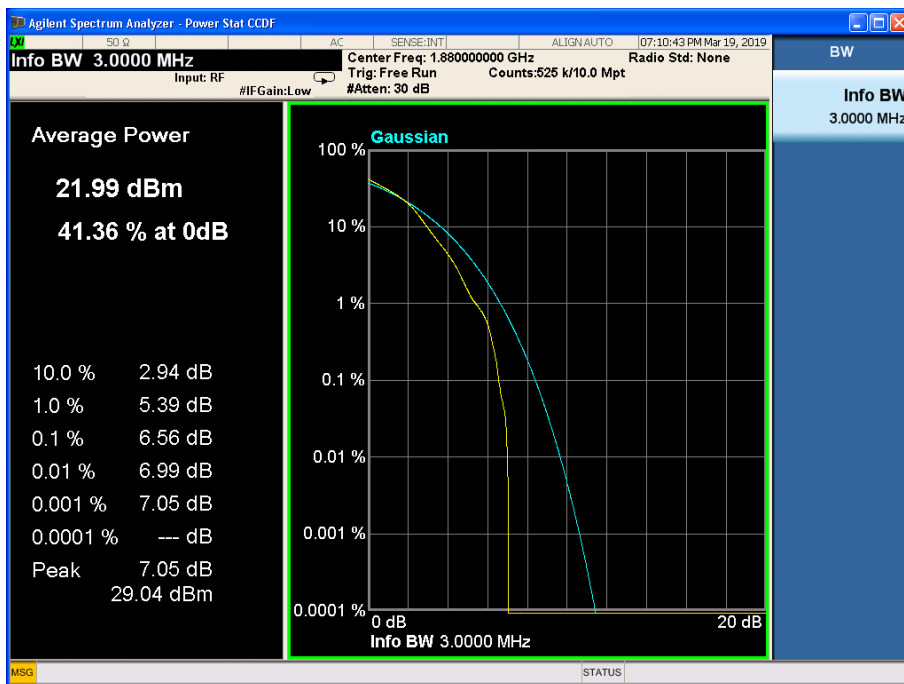 Agilent Spectrum Analyzer - Power Stat CCDF
LXI 50 Ω AC SENSE:INT ALIGNAUTO 07:10:43 PM Mar 19, 2019
Info BW 3.0000 MHz
Input: RF
#IFGain:Low
Center Freq: 1.880000000 GHz
Radio Std: None
Trig: Free Run
Counts:525 k/10.0 Mpt
#Atten: 30 dB
BW
Info BW
3.0000 MHz
Average Power
21.99 dBm
41.36 % at 0dB
10.0 % 2.94 dB
1.0 % 5.39 dB
0.1 % 6.56 dB
0.01 % 6.99 dB
0.001 % 7.05 dB
0.0001 % --- dB
Peak 7.05 dB
29.04 dBm
Gaussian
100 %
10 %
1 %
0.1 %
0.01 %
0.001 %
0.0001 %
0 dB 20 dB
Info BW 3.0000 MHz
MSG STATUS